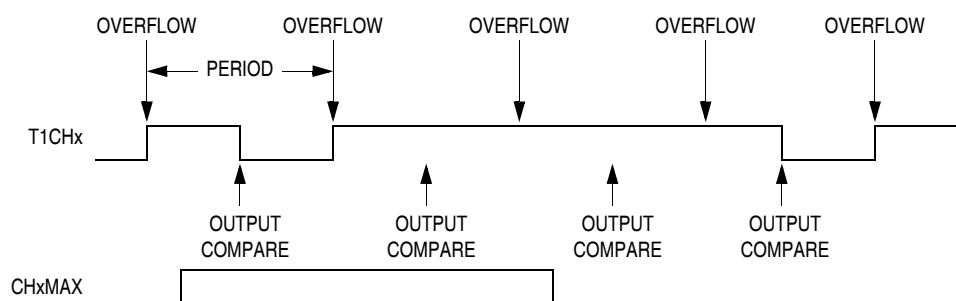 OVERFLOW OVERFLOW OVERFLOW OVERFLOW OVERFLOW
PERIOD
T1CHx
OUTPUT OUTPUT OUTPUT OUTPUT
COMPARE COMPARE COMPARE COMPARE
CHxMAX